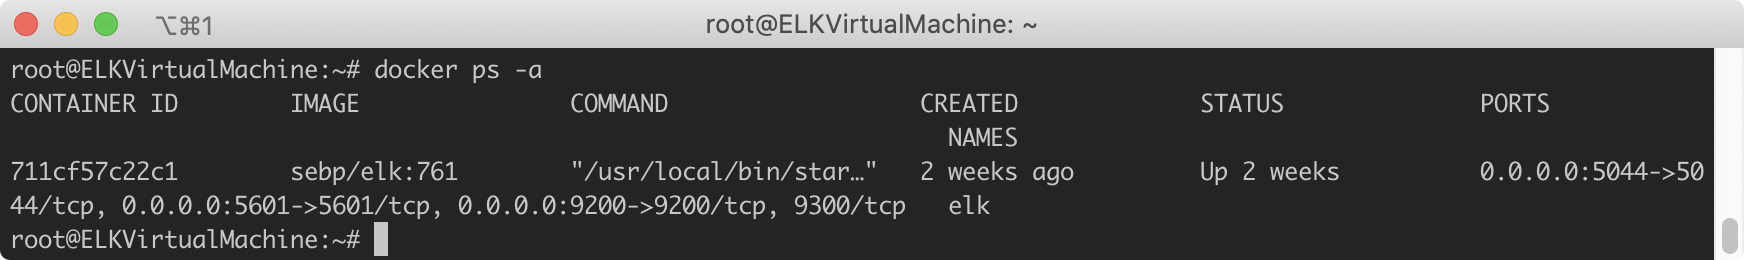 ⌥⌘1 root@ELKVirtualMachine: ~
root@ELKVirtualMachine:~# docker ps -a
CONTAINER ID        IMAGE               COMMAND                  CREATED             STATUS              PORTS
                                                                   NAMES
711cf57c22c1        sebp/elk:761        "/usr/local/bin/star…"   2 weeks ago         Up 2 weeks          0.0.0.0:5044->50
44/tcp, 0.0.0.0:5601->5601/tcp, 0.0.0.0:9200->9200/tcp, 9300/tcp   elk
root@ELKVirtualMachine:~#